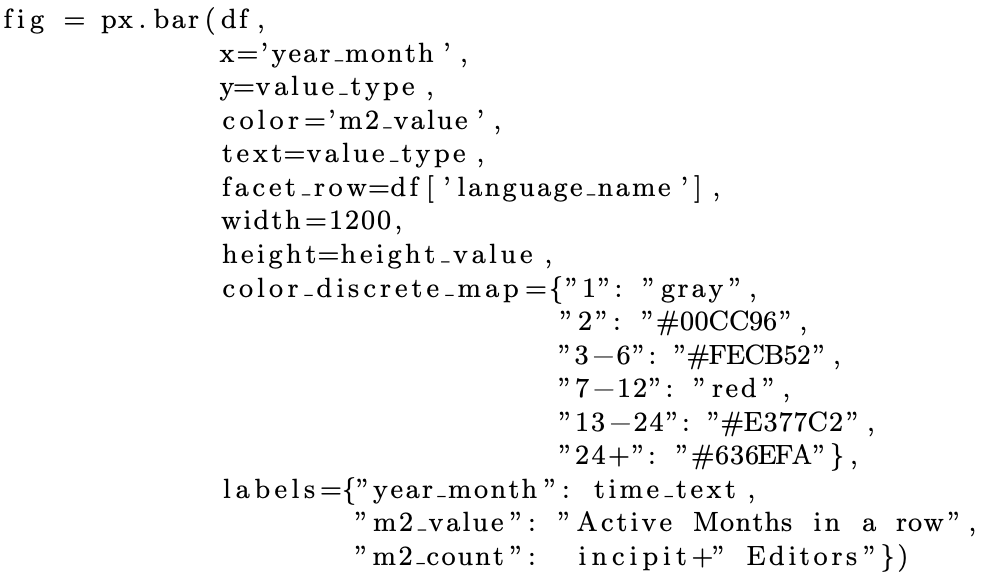 fig = px.bar(df,
x='year_month',
y=value_type,
color='m2_value',
text=value_type,
facet_row=df['language_name'],
width=1200,
height=height_value,
color_discrete_map={"1": "gray",
"2": "#00CC96",
"3-6": "#FECB52",
"7-12": "red",
"13-24": "#E377C2",
"24+": "#636EFA"},
labels={"year_month": time_text,
"m2_value": "Active Months in a row",
"m2_count": incipit+" Editors"})